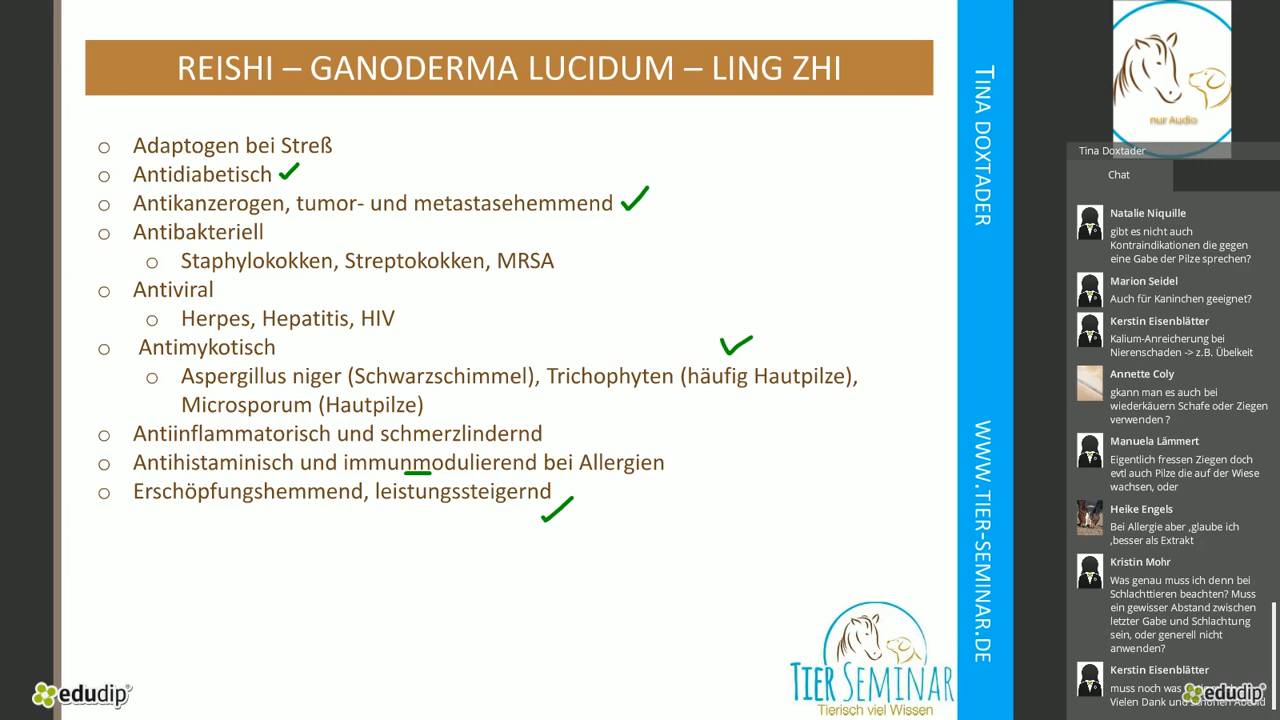 REISHI – GANODERMA LUCIDUM – LING ZHI
o Adaptogen bei Streß
o Antidiabetisch
o Antikanzerogen, tumor- und metastasehemmend
o Antibakteriell
o Staphylokokken, Streptokokken, MRSA
o Antiviral
o Herpes, Hepatitis, HIV
o Antimykotisch
o Aspergillus niger (Schwarzschimmel), Trichophyten (häufig Hautpilze),
Microsporum (Hautpilze)
o Antiinflammatorisch und schmerzlindernd
o Antihistaminisch und immunmodulierend bei Allergien
o Erschöpfungshemmend, leistungssteigernd
TIER SEMINAR
Tierisch viel Wissen
edudip
TINA DOXTADER
WWW.TIER-SEMINAR.DE
nur Audio
Tina Doxtader
Chat
Natalie Niquille
gibt es nicht auch
Kontraindikationen die gegen
eine Gabe der Pilze sprechen?
Marion Seidel
Auch für Kaninchen geeignet?
Kerstin Eisenblätter
Kalium-Anreicherung bei
Nierenschaden -> z.B. Übelkeit
Annette Coly
gkann man es auch bei
wiederkäuern Schafe oder Ziegen
verwenden ?
Manuela Lämmert
Eigentlich fressen Ziegen doch
evtl auch Pilze die auf der Wiese
wachsen, oder
Heike Engels
Bei Allergie aber ,glaube ich
,besser als Extrakt
Kristin Mohr
Was genau muss ich denn bei
Schlachttieren beachten? Muss
ein gewisser Abstand zwischen
letzter Gabe und Schlachtung
sein, oder generell nicht
anwenden?
Kerstin Eisenblätter
muss noch was
Vielen Dank und schönen Abend
edudip